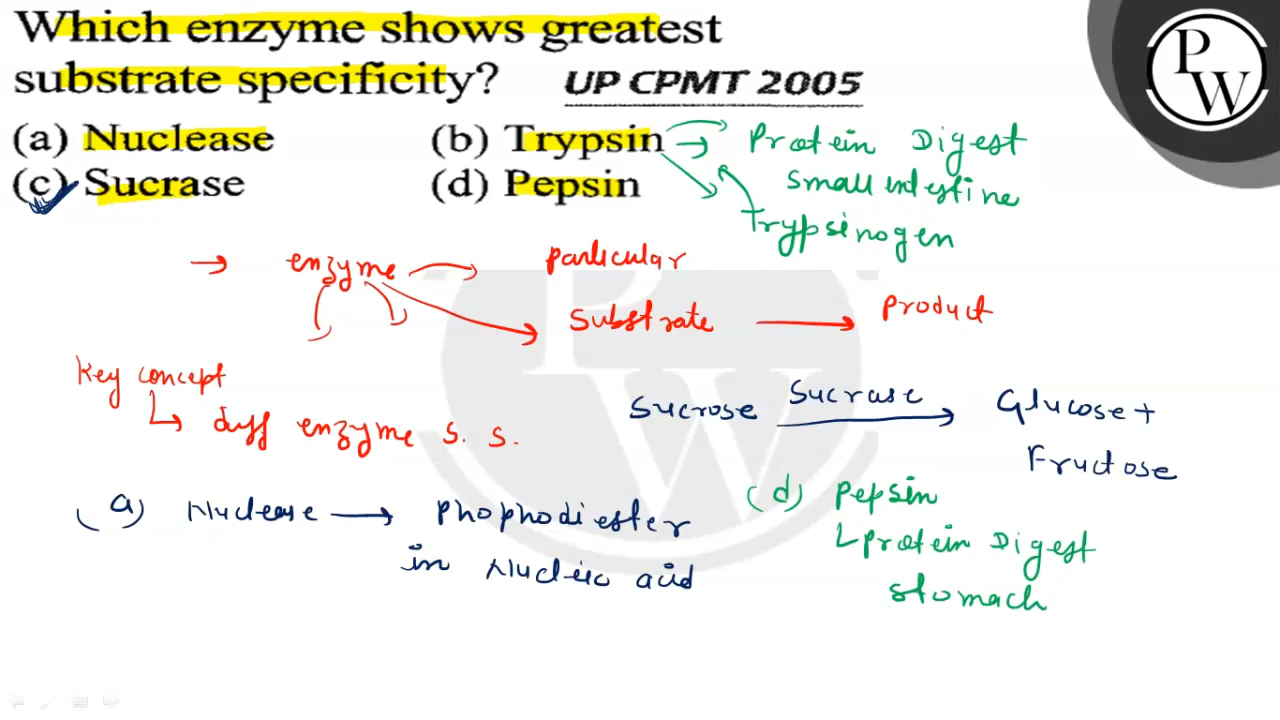 Which enzyme shows greatest
substrate specificity? UP CPMT 2005
(a) Nuclease (b) Trypsin → Protein Digest
small intestine
(c) Sucrase (d) Pepsin
Trypsinogen
→ enzyme particular
Substrate → Product
Key concept
↳ diff enzyme S. S.
Sucrose Sucrase → Glucose +
Fructose
(a) Nuclease → Phophodiester
in Nucleic acid
(d) Pepsin
↳ protein Digest
stomach
P
W
P
W